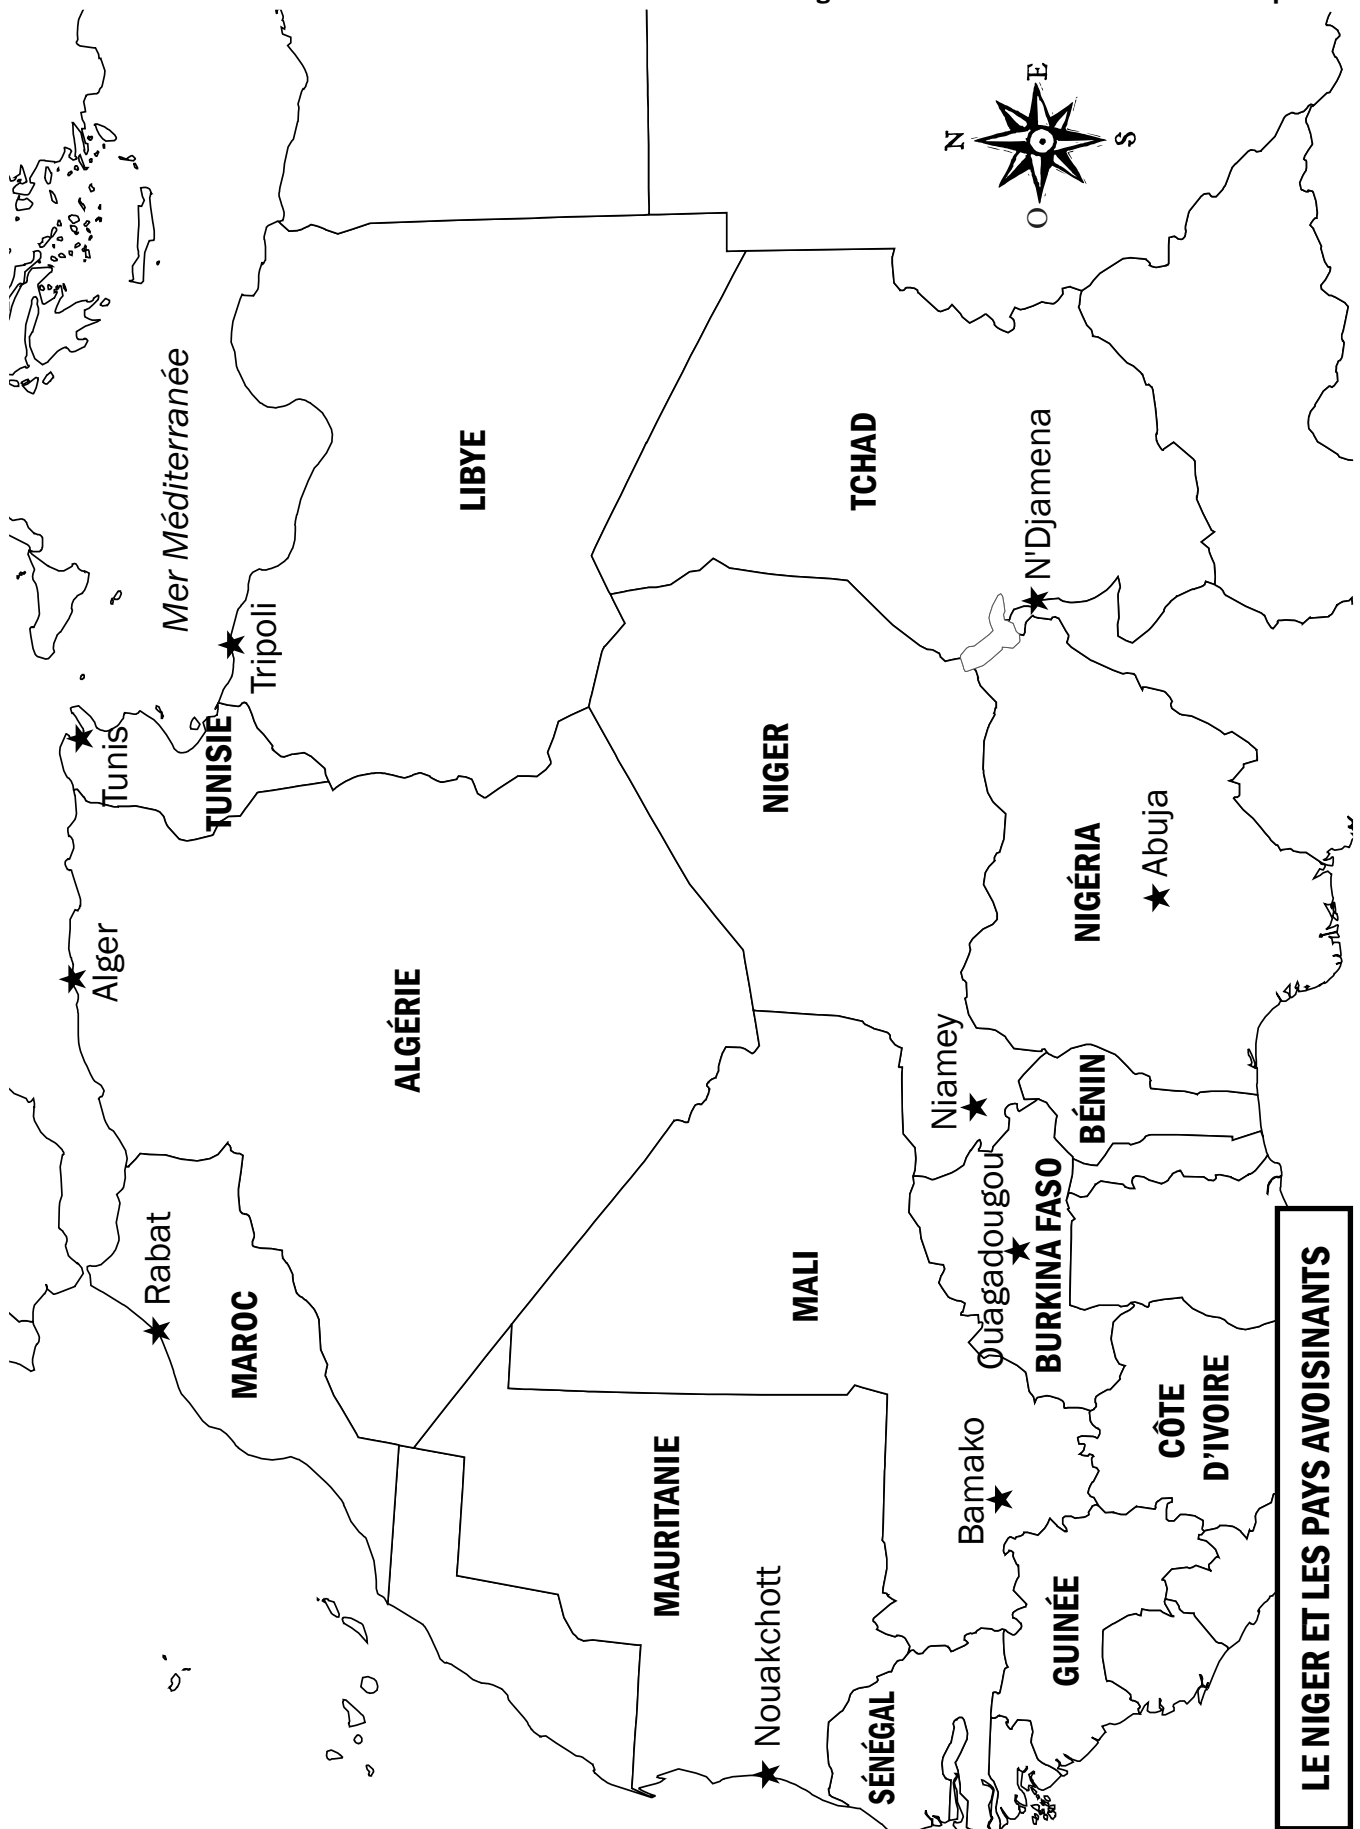 LE NIGER ET LES PAYS AVOISINANTS
Mer Méditerranée
Tunis
TUNISIE
Tripoli
Alger
Rabat
MAROC
ALGÉRIE
LIBYE
MAURITANIE
Nouakchott
MALI
NIGER
TCHAD
N'Djamena
SÉNÉGAL
Bamako
Niamey
Ouagadougou
BURKINA FASO
BÉNIN
NIGÉRIA
Abuja
GUINÉE
CÔTE
D'IVOIRE
N
E
S
O